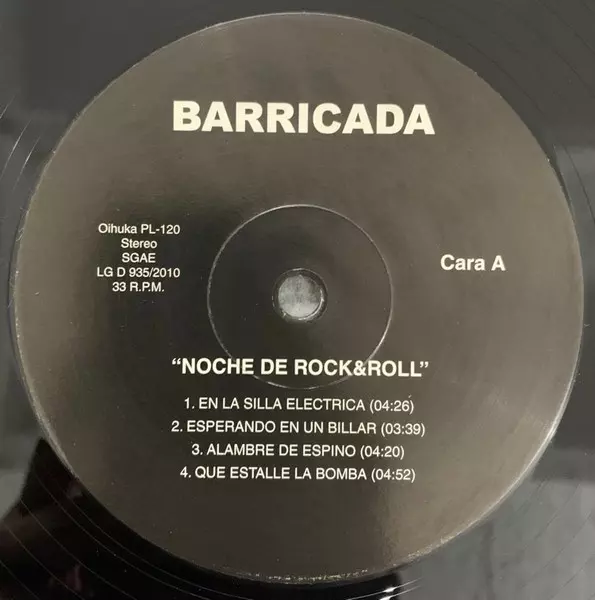 BARRICADA
Oihuka PL-120
Stereo
SGAE
LG D 935/2010
33 R.P.M.
Cara A
“NOCHE DE ROCK&ROLL”
1. EN LA SILLA ELECTRICA (04:26)
2. ESPERANDO EN UN BILLAR (03:39)
3. ALAMBRE DE ESPINO (04:20)
4. QUE ESTALLE LA BOMBA (04:52)